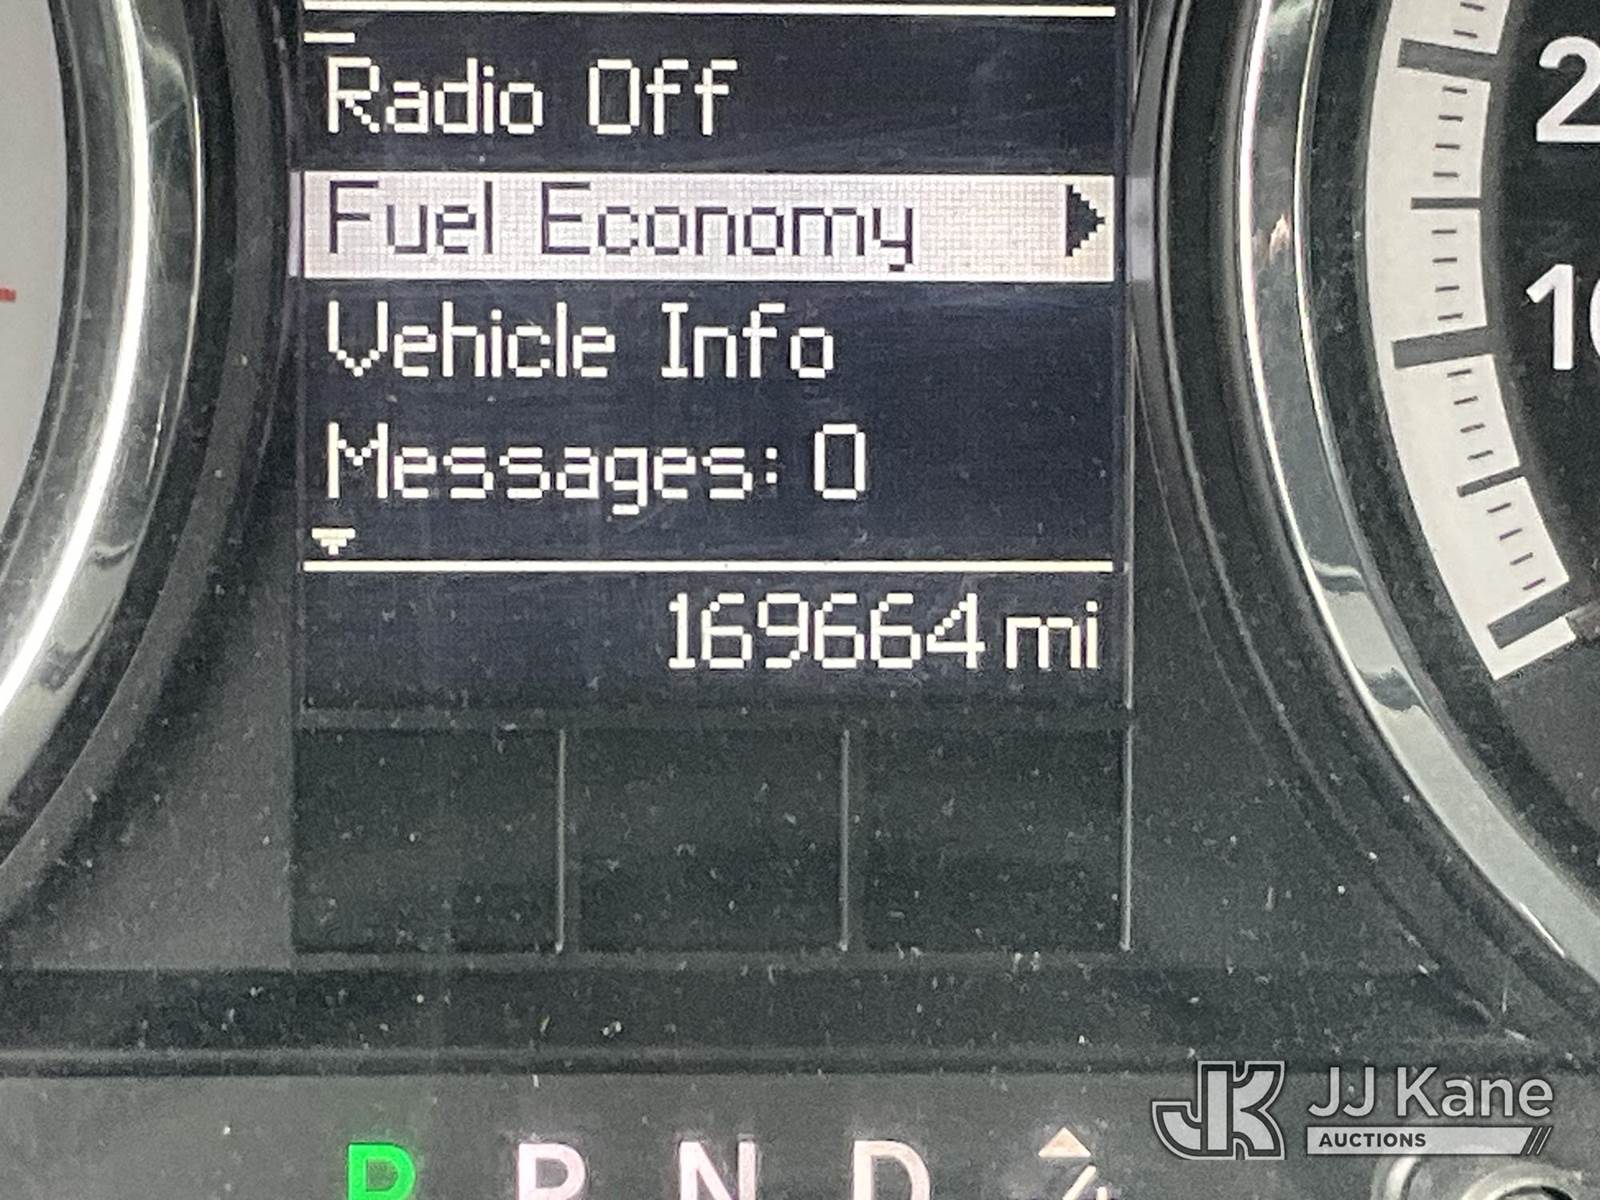 Radio Off
Fuel Economy
Vehicle Info
Messages: 0
169664 mi
P R N D
JJ Kane
AUCTIONS